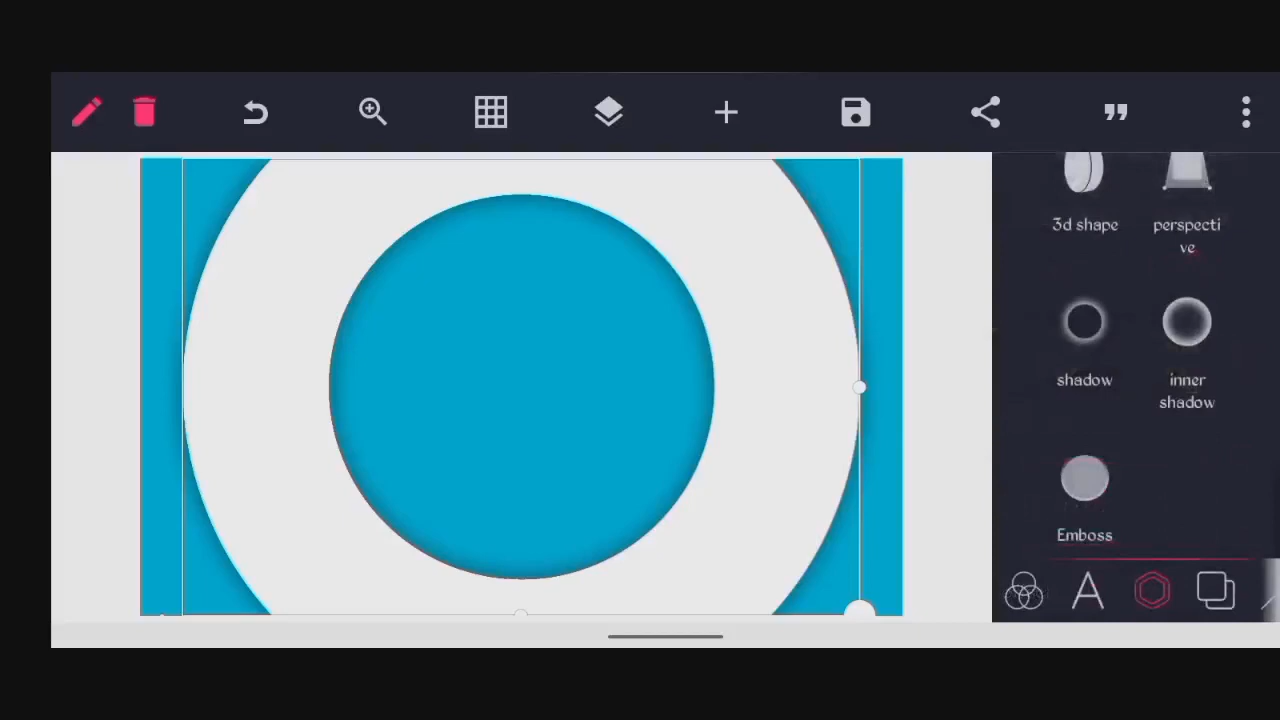 3d shape
perspecti
ve
shadow
inner
shadow
Emboss